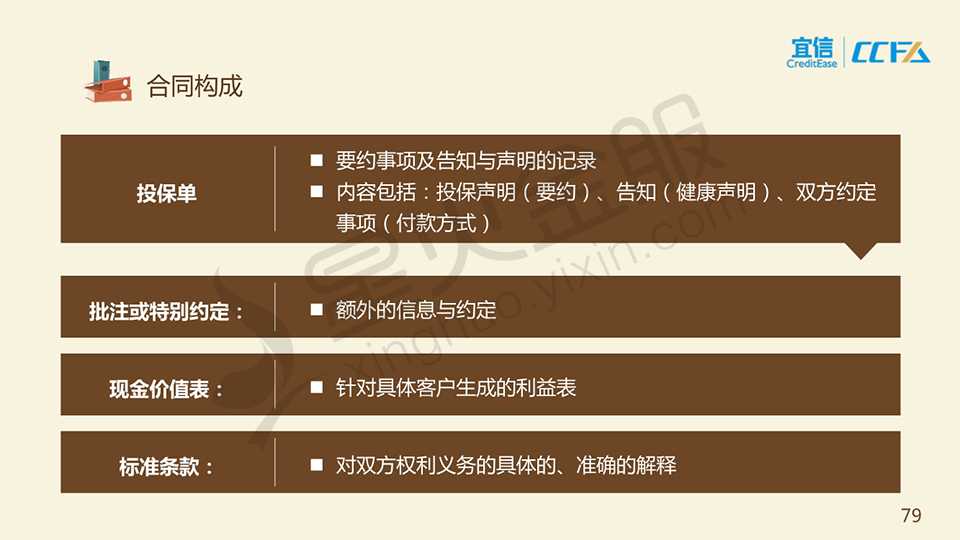 宜信
CreditEase
CCFA
合同构成
投保单
■ 要约事项及告知与声明的记录
■ 内容包括：投保声明（要约）、告知（健康声明）、双方约定
事项（付款方式）
批注或特别约定：
■ 额外的信息与约定
现金价值表：
■ 针对具体客户生成的利益表
标准条款：
■ 对双方权利义务的具体的、准确的解释
星火金服
xinghuo.yixin.com
79